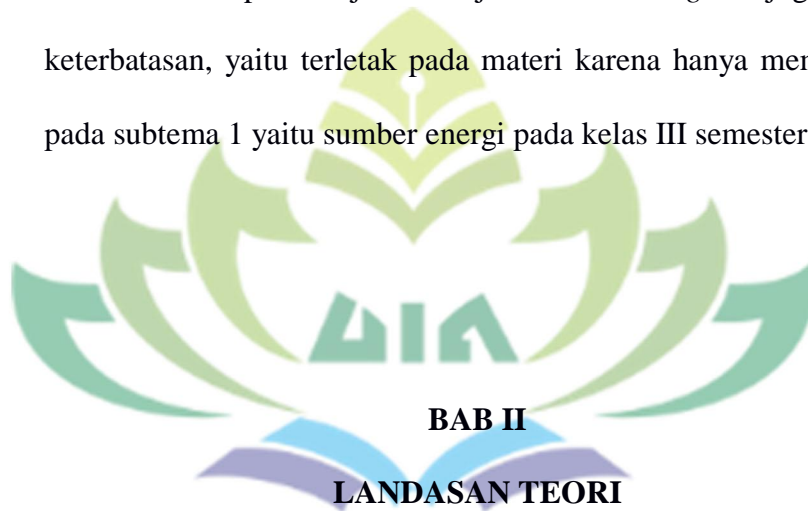 keterbatasan, yaitu terletak pada materi karena hanya
pada subtema 1 yaitu sumber energi pada kelas III semester
UIN
BAB II
LANDASAN TEORI